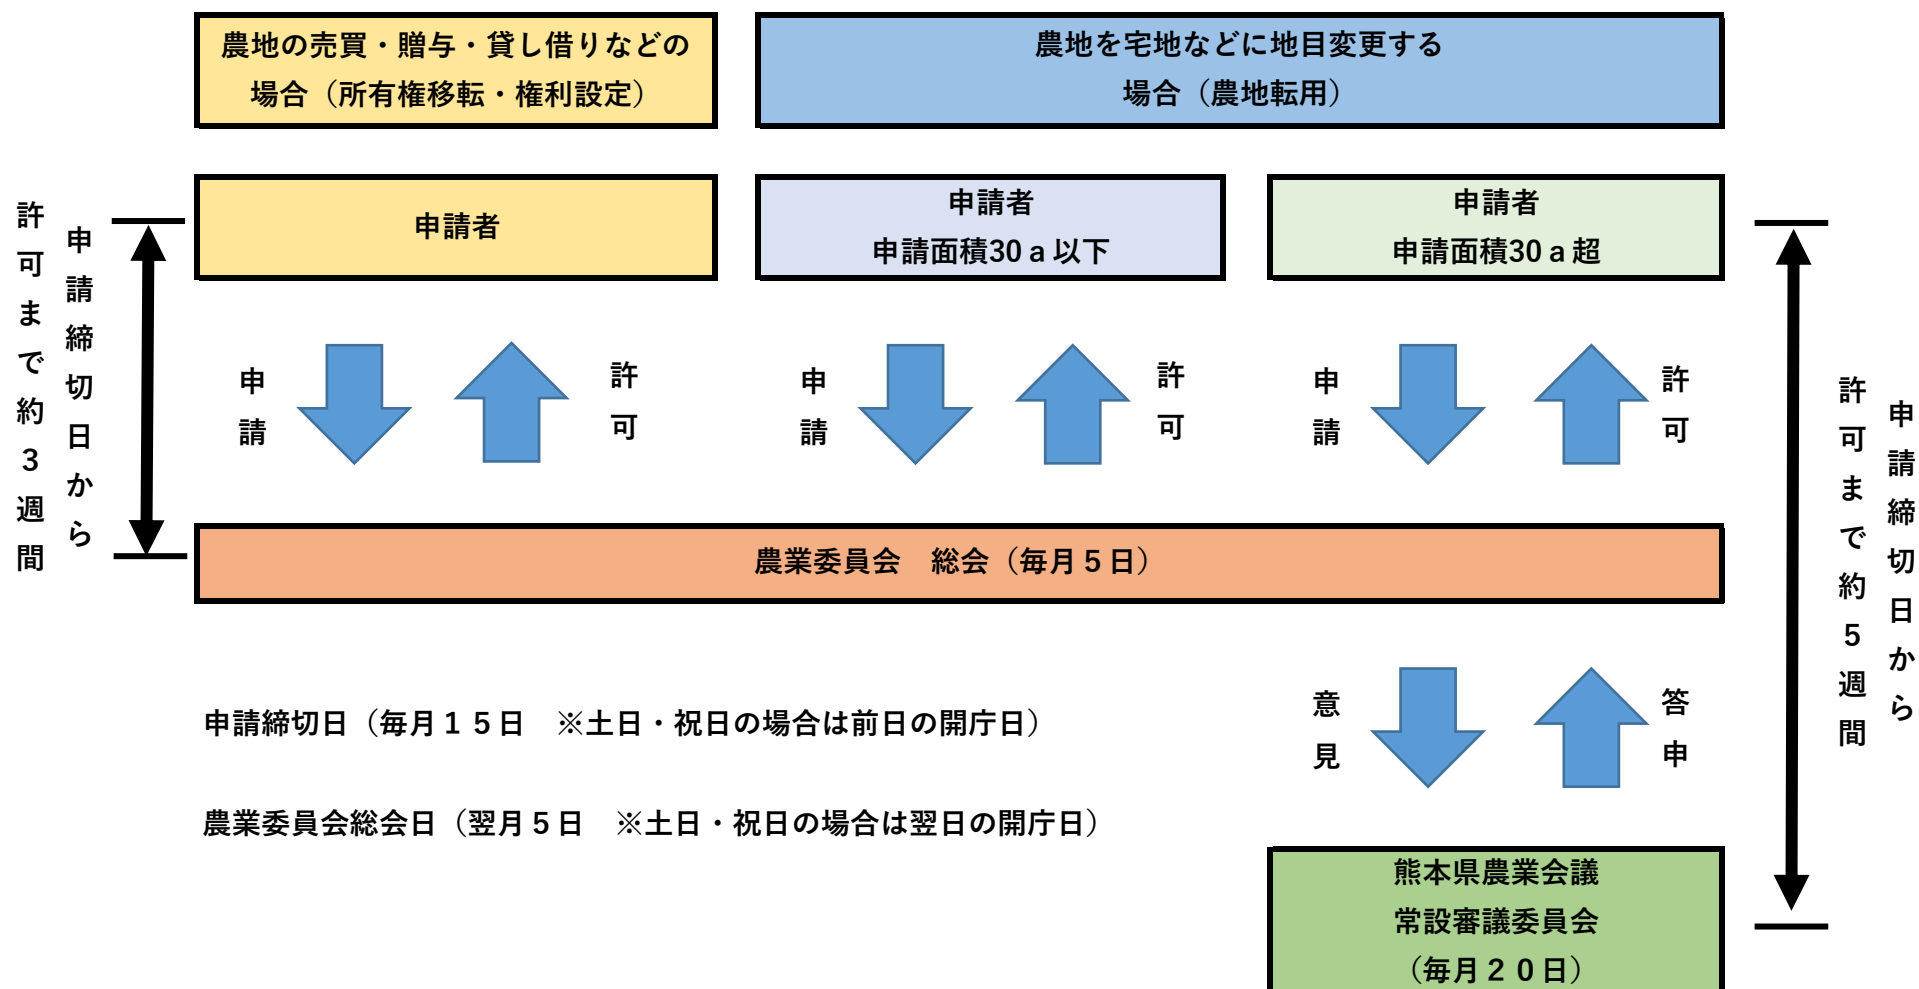 農地の売買・贈与・貸し借りなどの
場合（所有権移転・権利設定）
農地を宅地などに地目変更する
場合（農地転用）
申請締切日から
許可まで約３週間
申請者
申請者
申請面積30ａ以下
申請者
申請面積30ａ超
申請締切日から
許可まで約５週間
申請
許可
申請
許可
申請
許可
農業委員会　総会（毎月５日）
意見
答申
申請締切日（毎月１５日　※土日・祝日の場合は前日の開庁日）
農業委員会総会日（翌月５日　※土日・祝日の場合は翌日の開庁日）
熊本県農業会議
常設審議委員会
（毎月２０日）